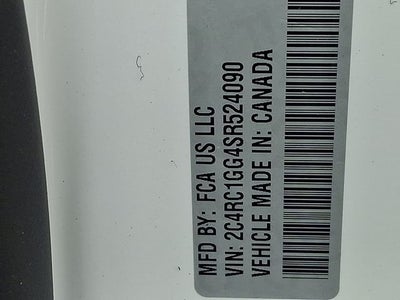 MFD BY: FCA US LLC
VIN: 2C4RC1GG4SR524090
VEHICLE MADE IN: CANADA